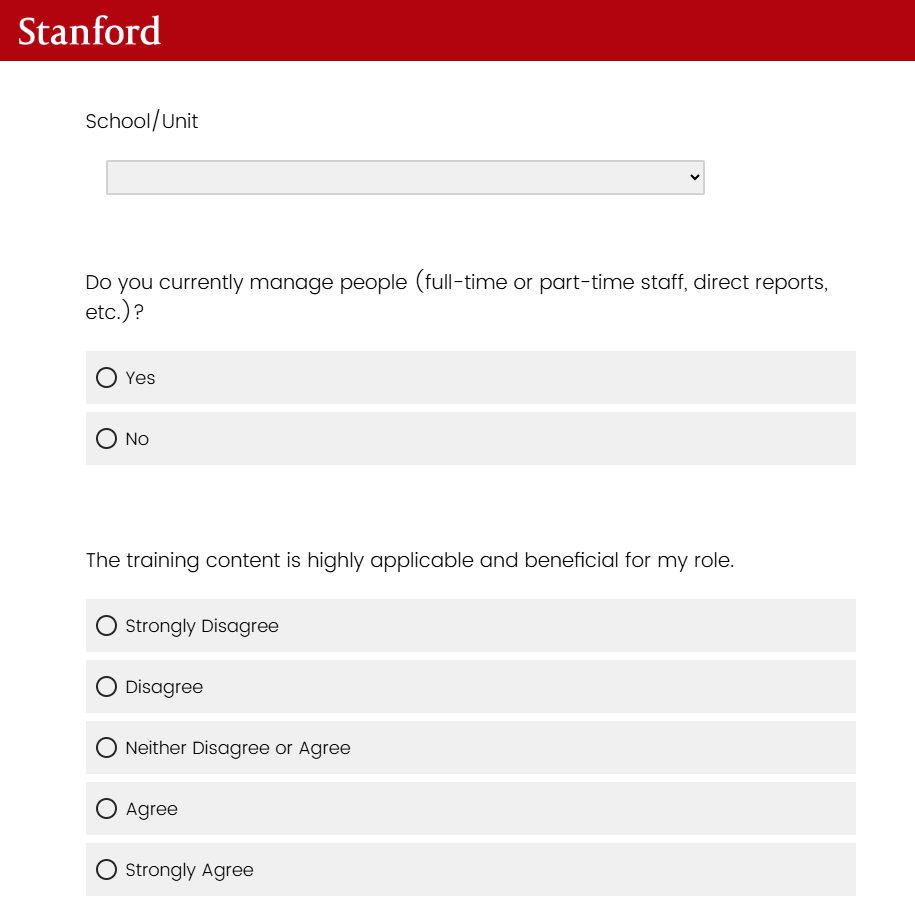 Stanford
School/Unit
Do you currently manage people (full-time or part-time staff, direct reports,
etc.)?
Yes
No
The training content is highly applicable and beneficial for my role.
Strongly Disagree
Disagree
Neither Disagree or Agree
Agree
Strongly Agree